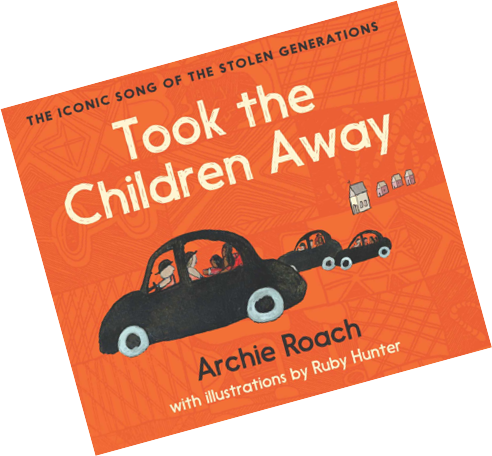 THE ICONIC SONG OF THE STOLEN GENERATIONS
Took the
Children Away
Archie Roach
with illustrations by Ruby Hunter